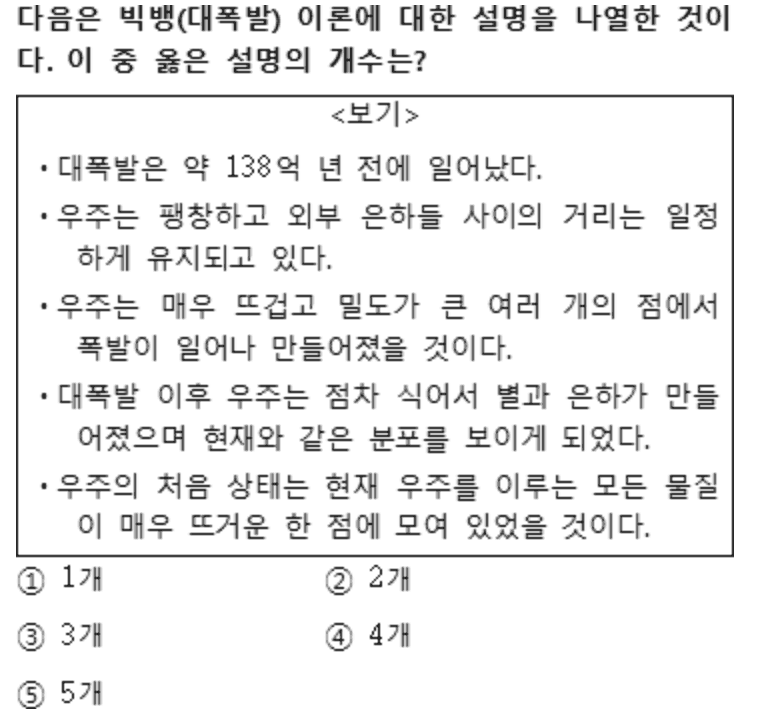 다음은 빅뱅(대폭발) 이론에 대한 설명을 나열한 것이
다. 이 중 옳은 설명의 개수는?
<보기>
・대폭발은 약 138억 년 전에 일어났다.
・우주는 팽창하고 외부 은하들 사이의 거리는 일정
하게 유지되고 있다.
・우주는 매우 뜨겁고 밀도가 큰 여러 개의 점에서
폭발이 일어나 만들어졌을 것이다.
・대폭발 이후 우주는 점차 식어서 별과 은하가 만들
어졌으며 현재와 같은 분포를 보이게 되었다.
・우주의 처음 상태는 현재 우주를 이루는 모든 물질
이 매우 뜨거운 한 점에 모여 있었을 것이다.
① 1개 ② 2개
③ 3개 ④ 4개
⑤ 5개